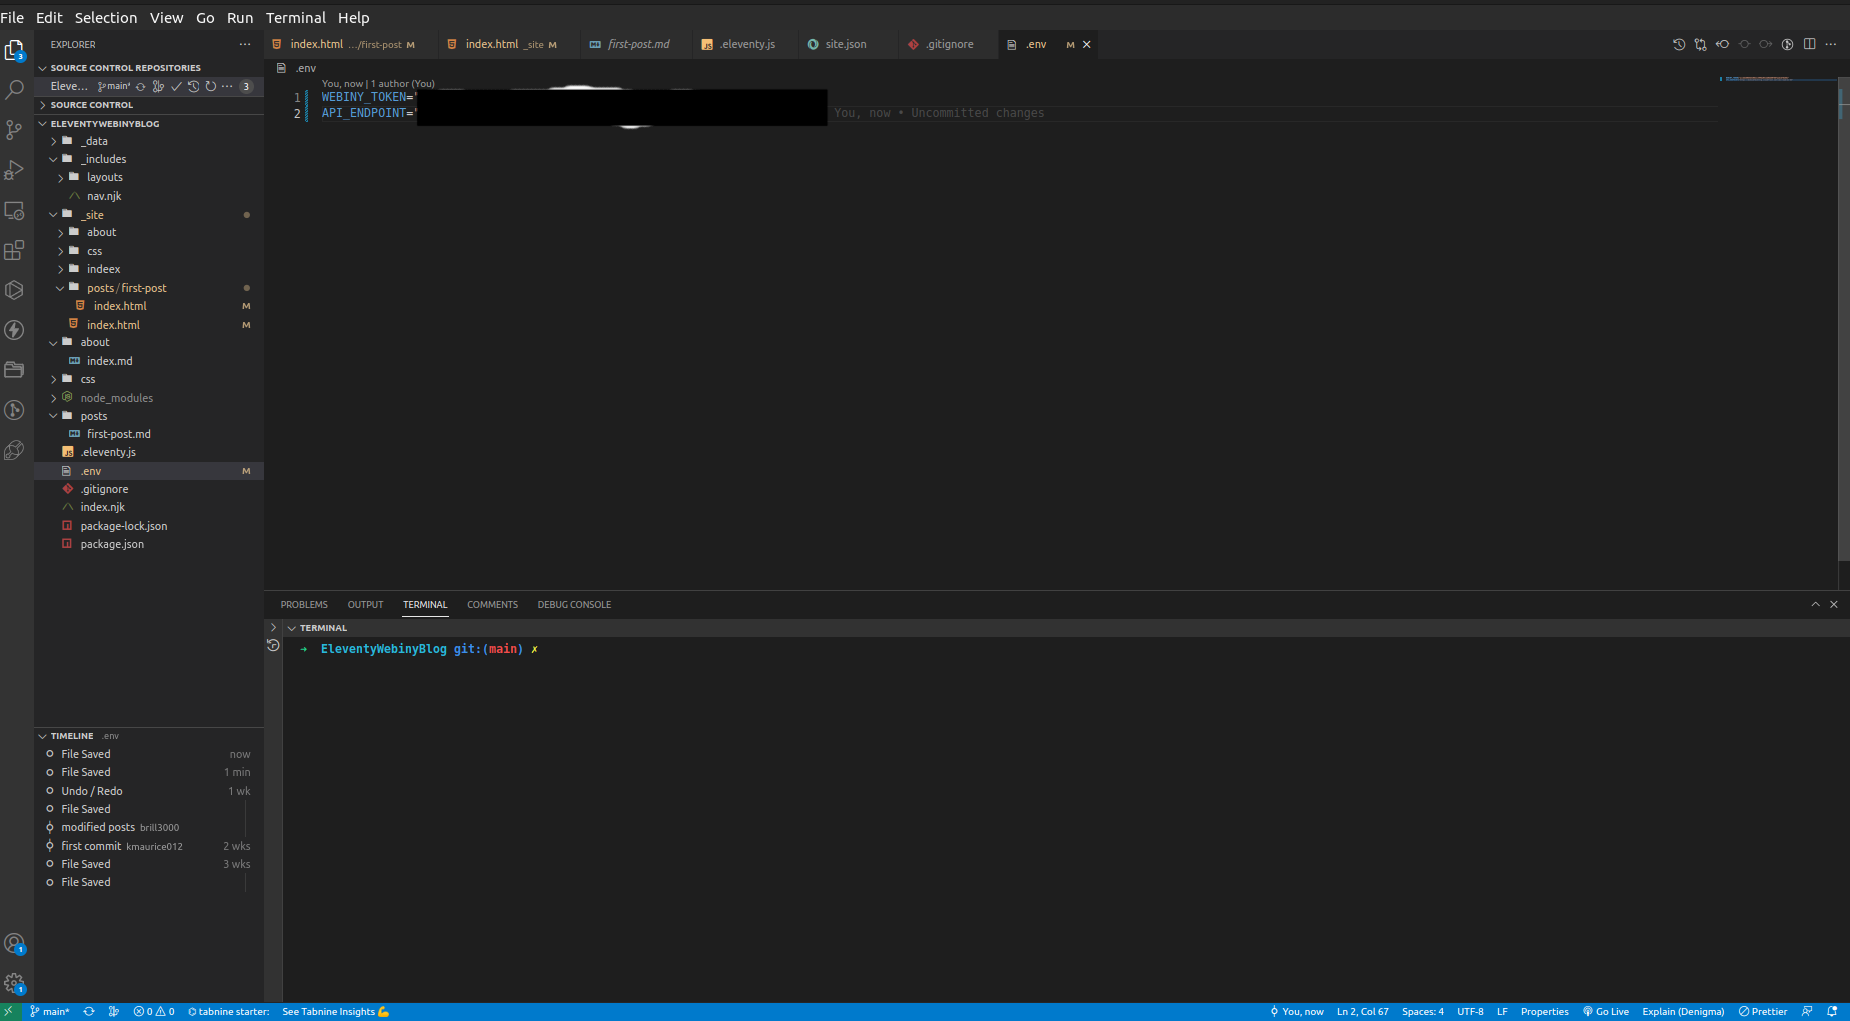 File Edit Selection View Go Run Terminal Help
EXPLORER
index.html .../first-post M
index.html _site M
first-post.md
.eleventy.js
site.json
.gitignore
.env M
SOURCE CONTROL REPOSITORIES
Eleve... main* 3
SOURCE CONTROL
ELEVENTYWEBINYBLOG
_data
_includes
layouts
nav.njk
_site
about
css
indeex
posts / first-post
index.html M
index.html M
about
index.md
css
node_modules
posts
first-post.md
.eleventy.js
.env M
.gitignore
index.njk
package-lock.json
package.json
TIMELINE .env
File Saved now
File Saved 1 min
Undo / Redo 1 wk
File Saved
modified posts brill3000
first commit kmaurice012 2 wks
File Saved 3 wks
File Saved
.env
You, now | 1 author (You)
1 WEBINY_TOKEN="
2 API_ENDPOINT=" You, now • Uncommitted changes
PROBLEMS OUTPUT TERMINAL COMMENTS DEBUG CONSOLE
TERMINAL
→ EleventyWebinyBlog git:(main) ✗
3
1
1
main* 0 0 tabnine starter: See Tabnine Insights 💪 You, now Ln 2, Col 67 Spaces: 4 UTF-8 LF Properties Go Live Explain (Denigma) Prettier